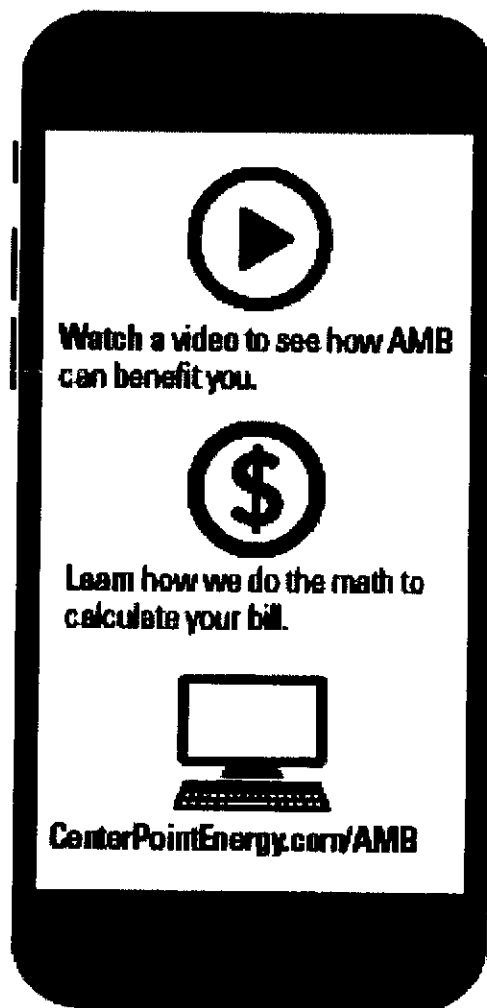 Watch a video to see how AMB
can benefit you.
$
Learn how we do the math to
calculate your bill.
CenterPointEnergy.com/AMB